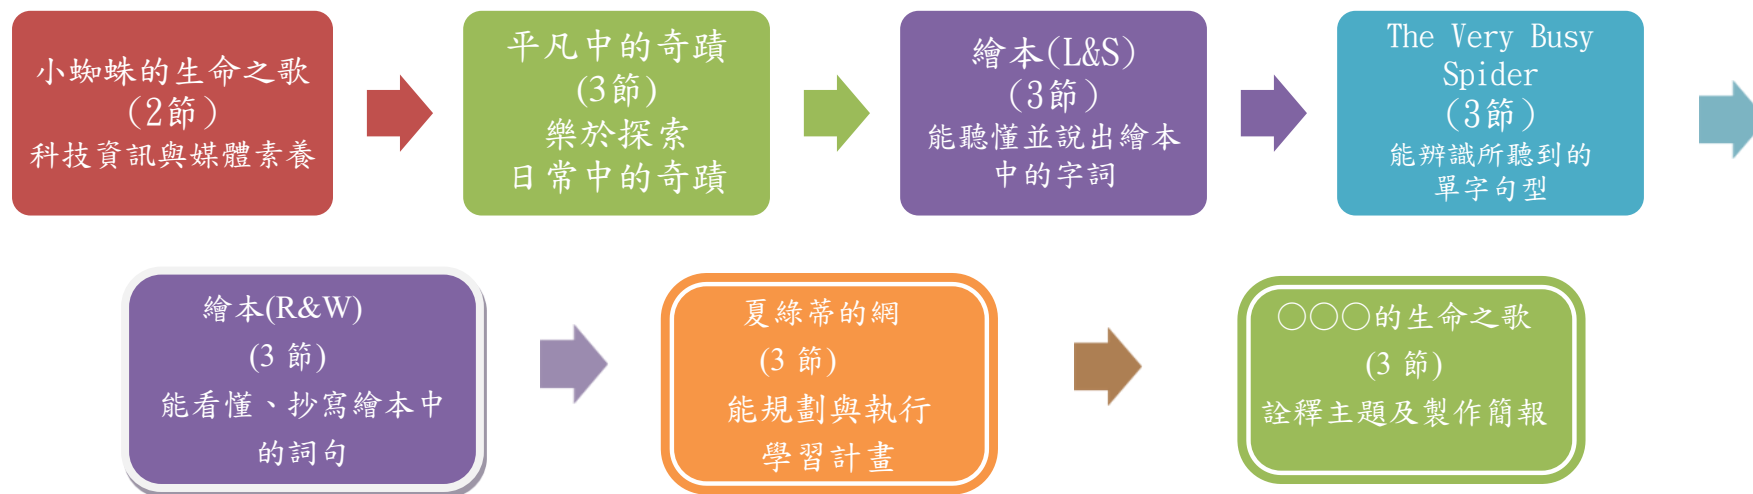 小蜘蛛的生命之歌
(2節)
科技資訊與媒體素養
平凡中的奇蹟
(3節)
樂於探索
日常中的奇蹟
繪本(L&S)
(3節)
能聽懂並說出繪本
中的字詞
The Very Busy
Spider
(3節)
能辨識所聽到的
單字句型
繪本(R&W)
(3 節)
能看懂、抄寫繪本中
的詞句
夏綠蒂的網
(3 節)
能規劃與執行
學習計畫
○○○的生命之歌
(3 節)
詮釋主題及製作簡報